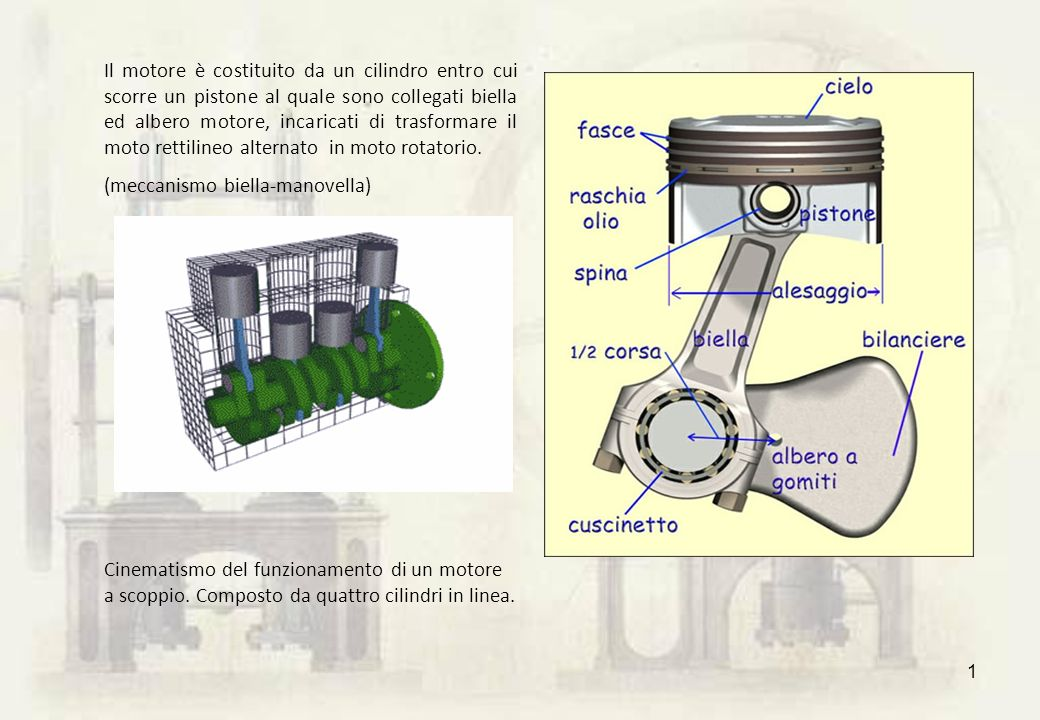 Il motore è costituito da un cilindro entro cui
scorre un pistone al quale sono collegati biella
ed albero motore, incaricati di trasformare il
moto rettilineo alternato in moto rotatorio.
(meccanismo biella-manovella)
Cinematismo del funzionamento di un motore
a scoppio. Composto da quattro cilindri in linea.
cielo
fasce
raschia
olio
pistone
spina
alesaggio
biella
1/2 corsa
bilanciere
albero a
gomiti
cuscinetto
1